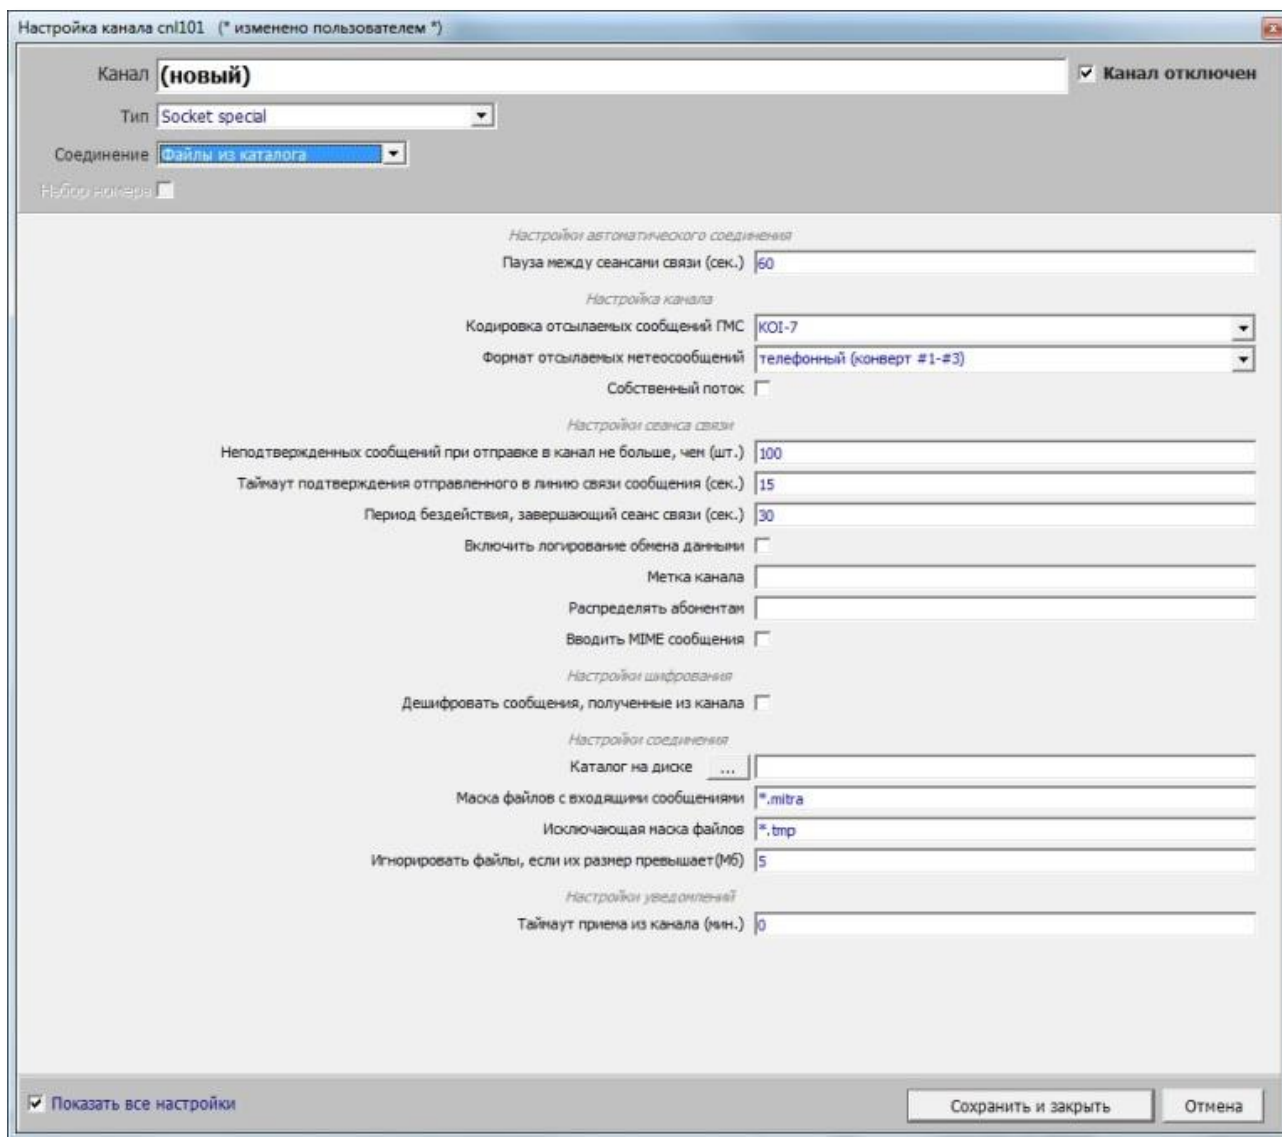 Настройка канала cnl101 (* изменено пользователем *)
Канал (новый) Канал отключен
Тип Socket special
Соединение Файлы из каталога
Набор номера
Настройки автоматического соединения
Пауза между сеансами связи (сек.) 60
Настройка канала
Кодировка отсылаемых сообщений ГМС KOI-7
Формат отсылаемых метеосообщений телефонный (конверт #1-#3)
Собственный поток
Настройки сеанса связи
Неподтвержденных сообщений при отправке в канал не больше, чем (шт.) 100
Таймаут подтверждения отправленного в линию связи сообщения (сек.) 15
Период бездействия, завершающий сеанс связи (сек.) 30
Включить логирование обмена данными
Метка канала
Распределять абонентам
Вводить MIME сообщения
Настройки шифрования
Дешифровать сообщения, полученные из канала
Настройки соединения
Каталог на диске ...
Маска файлов с входящими сообщениями *.mitra
Исключающая маска файлов *.tmp
Игнорировать файлы, если их размер превышает(Мб) 5
Настройки уведомлений
Таймаут приема из канала (мин.) 0
Показать все настройки Сохранить и закрыть Отмена